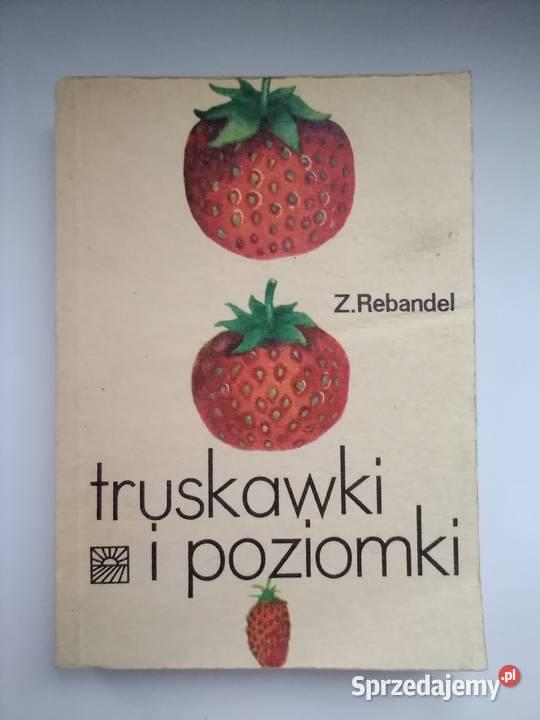 Z.Rebandel
truskawki
i poziomki
Sprzedajemy.pl